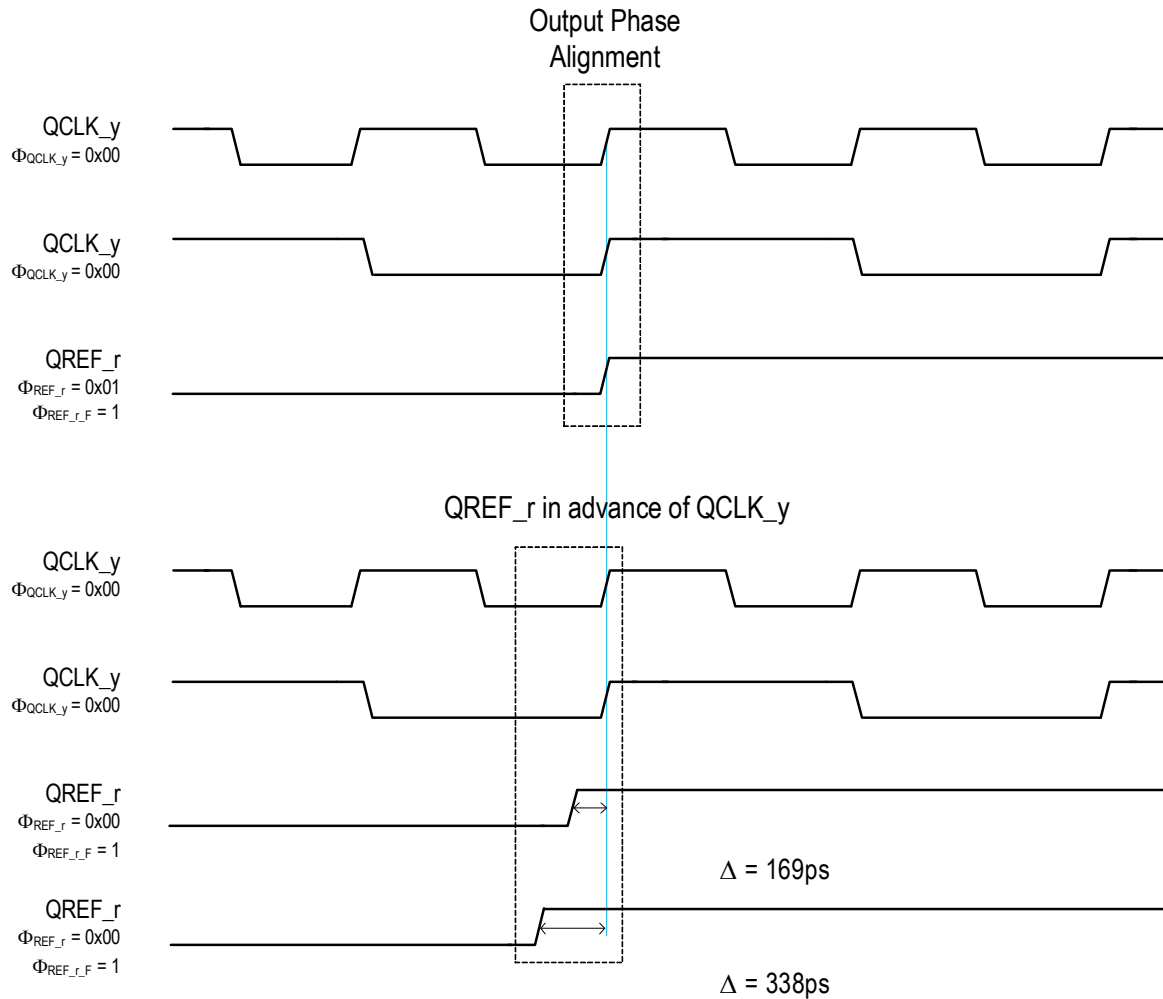 Output Phase
Alignment
QCLK_y
ΦQCLK_y = 0x00
QCLK_y
ΦQCLK_y = 0x00
QREF_r
ΦREF_r = 0x01
ΦREF_r_F = 1
QREF_r in advance of QCLK_y
QCLK_y
ΦQCLK_y = 0x00
QCLK_y
ΦQCLK_y = 0x00
QREF_r
ΦREF_r = 0x00
ΦREF_r_F = 1
Δ = 169ps
QREF_r
ΦREF_r = 0x00
ΦREF_r_F = 1
Δ = 338ps